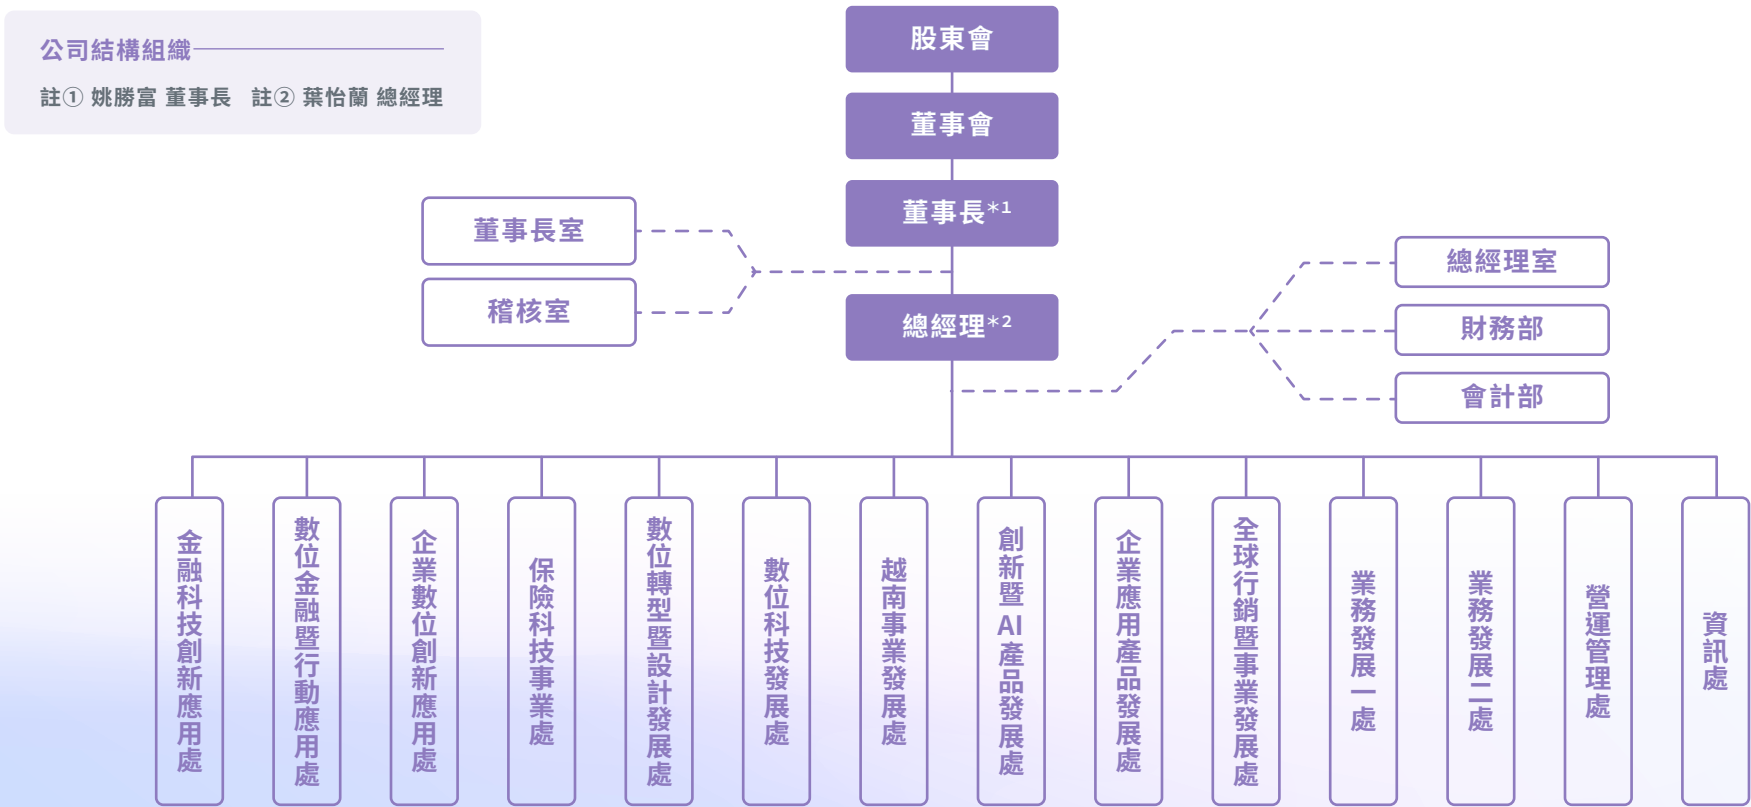 公司結構組織
註① 姚勝富 董事長 註② 葉怡蘭 總經理
股東會
董事會
董事長*1
董事長室
稽核室
總經理*2
總經理室
財務部
會計部
金融科技創新應用處
數位金融暨行動應用處
企業數位創新應用處
保險科技事業處
數位轉型暨設計發展處
數位科技發展處
越南事業發展處
創新暨AI產品發展處
企業應用產品發展處
全球行銷暨事業發展處
業務發展一處
業務發展二處
營運管理處
資訊處